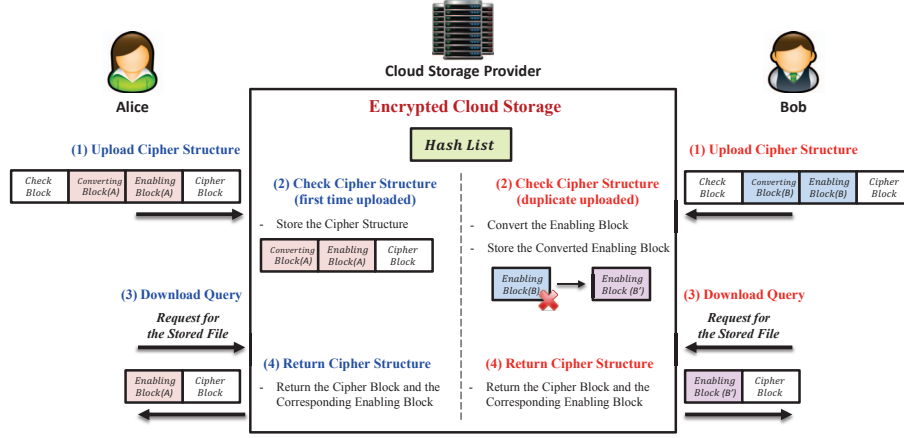 Cloud Storage Provider
Alice
Bob
Encrypted Cloud Storage
Hash List
(1) Upload Cipher Structure
Check
Block
Converting
Block(A)
Enabling
Block(A)
Cipher
Block
(2) Check Cipher Structure
(first time uploaded)
- Store the Cipher Structure
Converting
Block(A)
Enabling
Block(A)
Cipher
Block
(3) Download Query
Request for
the Stored File
(4) Return Cipher Structure
- Return the Cipher Block and the
Corresponding Enabling Block
Enabling
Block(A)
Cipher
Block
(2) Check Cipher Structure
(duplicate uploaded)
- Convert the Enabling Block
- Store the Converted Enabling Block
Enabling
Block(B)
Enabling
Block (B')
(4) Return Cipher Structure
- Return the Cipher Block and the
Corresponding Enabling Block
(1) Upload Cipher Structure
Check
Block
Converting
Block(B)
Enabling
Block(B)
Cipher
Block
(3) Download Query
Request for
the Stored File
Enabling
Block (B')
Cipher
Block